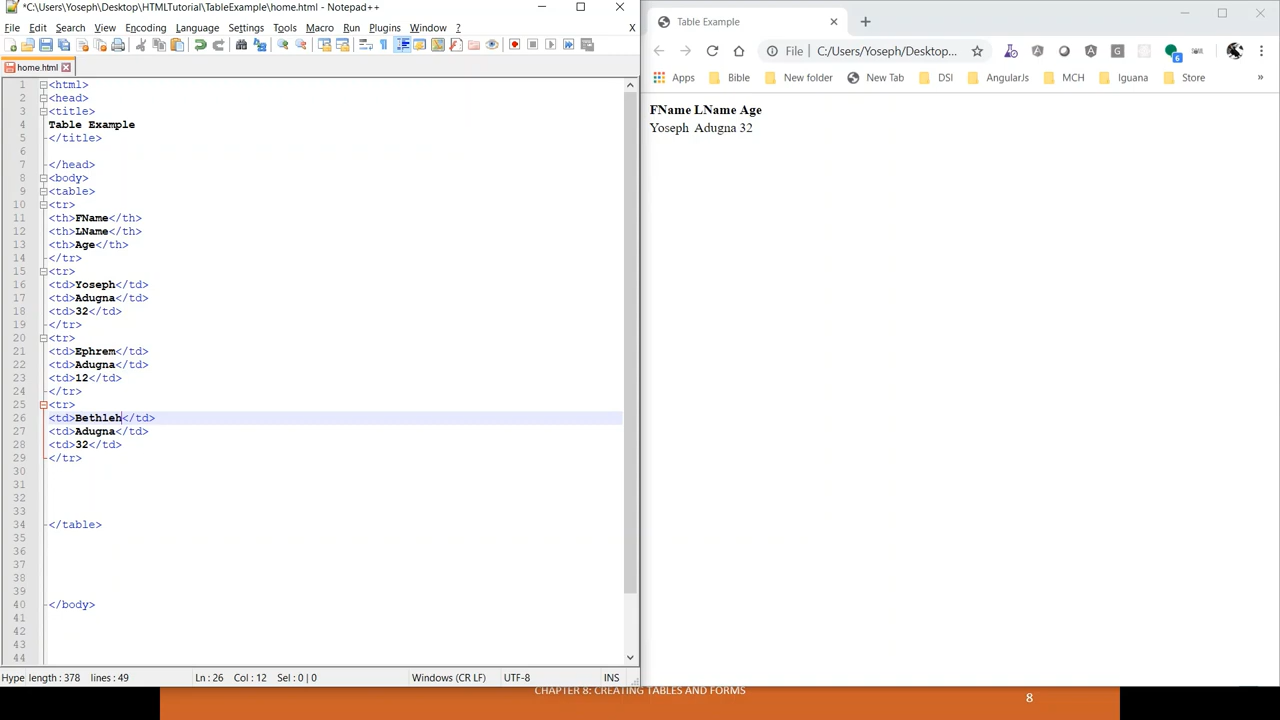 *C:\Users\Yoseph\Desktop\HTMLTutorial\TableExample\home.html - Notepad++
File Edit Search View Encoding Language Settings Tools Macro Run Plugins Window ? X
home.html
1 <html>
2 <head>
3 <title>
4 Table Example
5 </title>
6
7 </head>
8 <body>
9 <table>
10 <tr>
11 <th>FName</th>
12 <th>LName</th>
13 <th>Age</th>
14 </tr>
15 <tr>
16 <td>Yoseph</td>
17 <td>Adugna</td>
18 <td>32</td>
19 </tr>
20 <tr>
21 <td>Ephrem</td>
22 <td>Adugna</td>
23 <td>12</td>
24 </tr>
25 <tr>
26 <td>Bethleh</td>
27 <td>Adugna</td>
28 <td>32</td>
29 </tr>
30
31
32
33
34 </table>
35
36
37
38
39
40 </body>
41
42
43
44
Hype length : 378 lines : 49 Ln : 26 Col : 12 Sel : 0 | 0 Windows (CR LF) UTF-8 INS
Table Example
File C:/Users/Yoseph/Desktop... G 6
Apps Bible New folder New Tab DSI AngularJs MCH Iguana Store »
FName LName Age
Yoseph Adugna 32
CHAPTER 8: CREATING TABLES AND FORMS 8